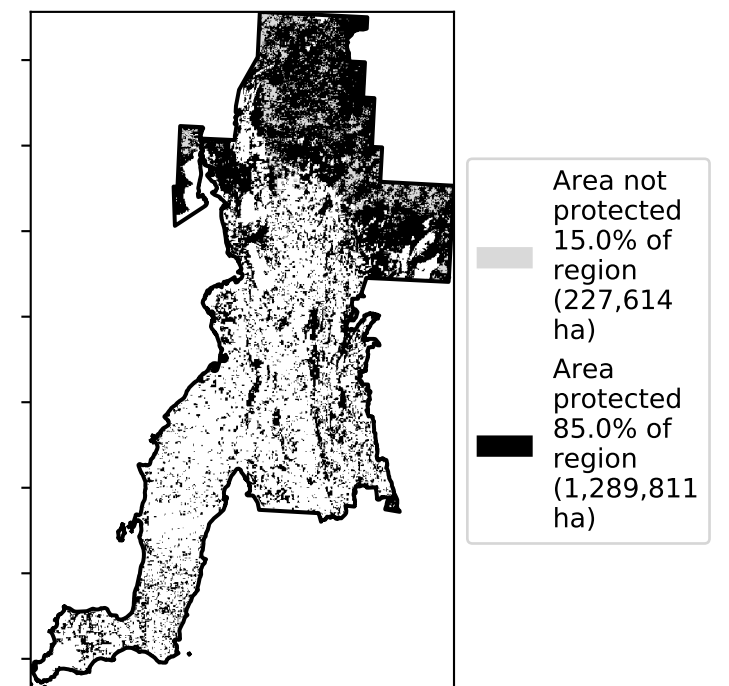 Area not
protected
15.0% of
region
(227,614
ha)
Area
protected
85.0% of
region
(1,289,811
ha)